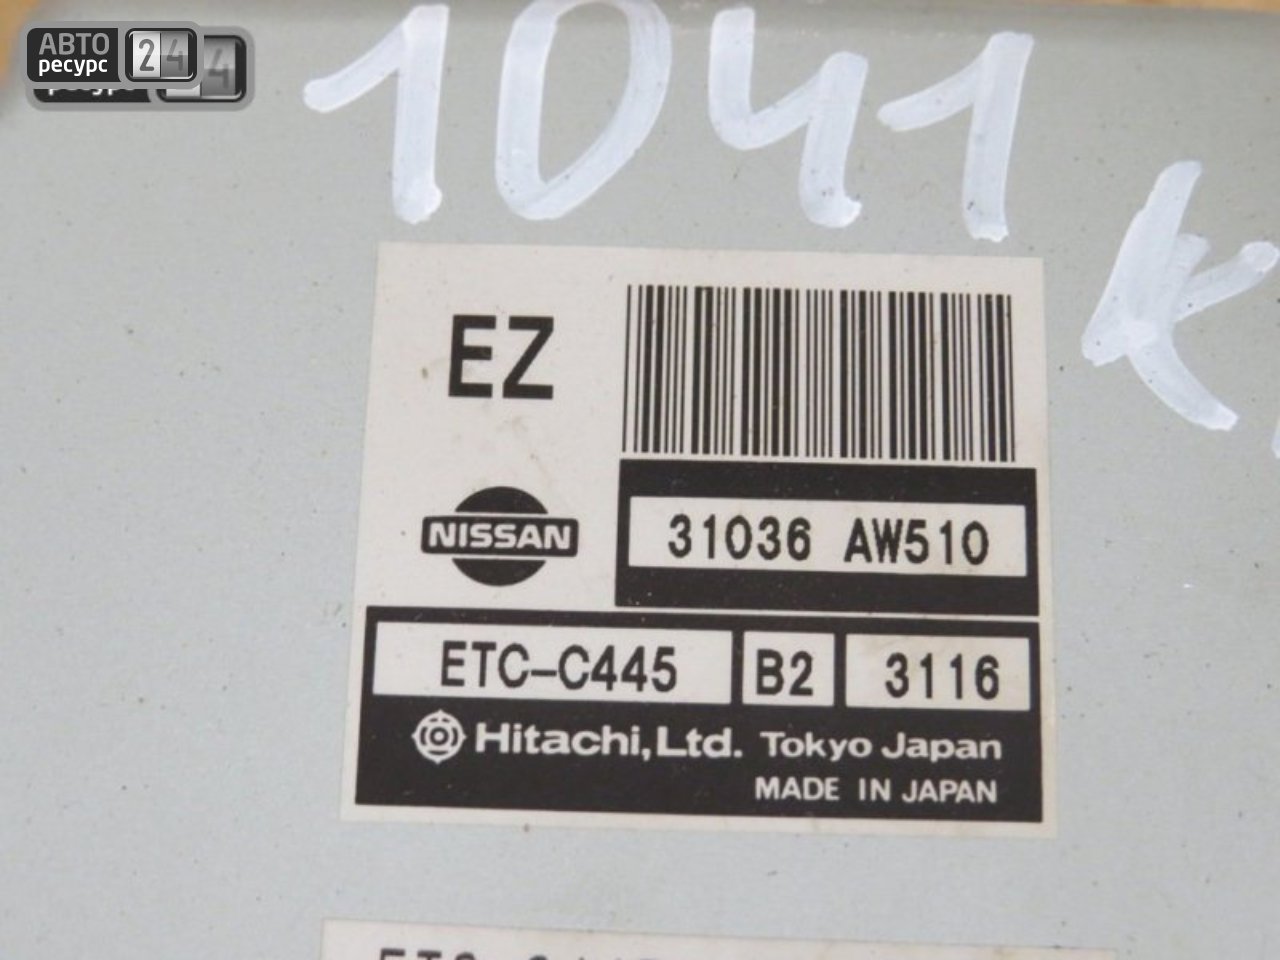 АВТО
ресурс 24
1041
K
EZ
NISSAN
31036 AW510
ETC-C445 B2 3116
Hitachi, Ltd. Tokyo Japan
MADE IN JAPAN